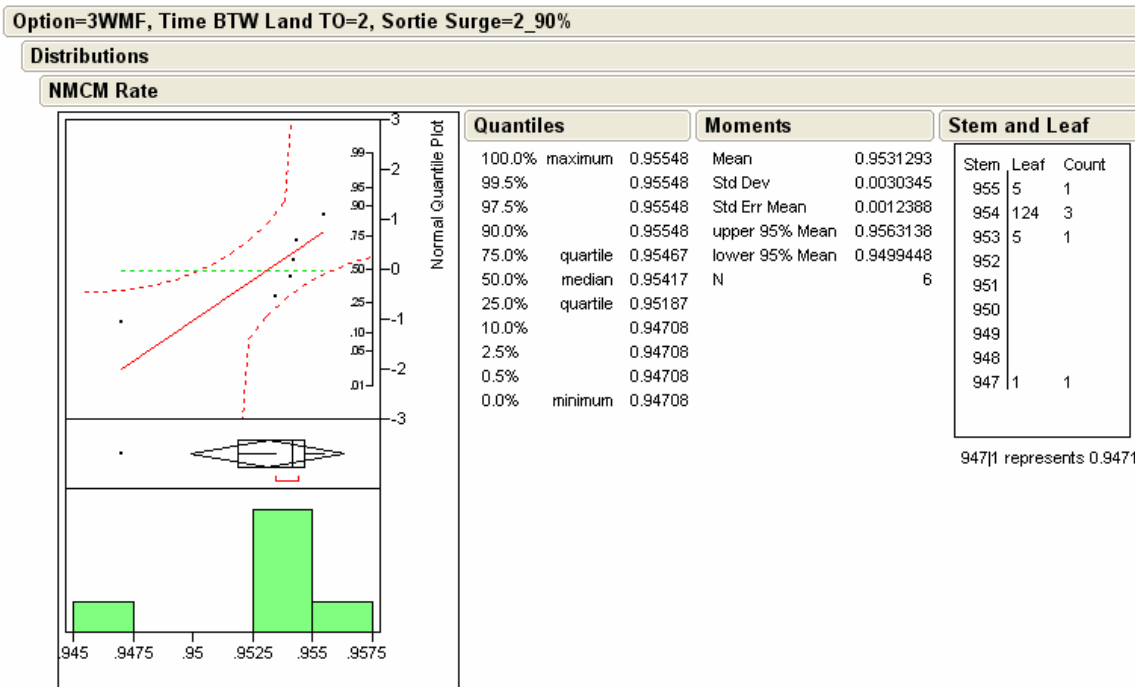 Option=3WMF, Time BTW Land TO=2, Sortie Surge=2_90%
Distributions
NMCM Rate
3
2
1
0
-1
-2
-3
.99
.95
.90
.75
.50
.25
.10
.05
.01
Normal Quantile Plot
.945 .9475 .95 .9525 .955 .9575
Quantiles
100.0% maximum 0.95548
99.5% 0.95548
97.5% 0.95548
90.0% 0.95548
75.0% quartile 0.95467
50.0% median 0.95417
25.0% quartile 0.95187
10.0% 0.94708
2.5% 0.94708
0.5% 0.94708
0.0% minimum 0.94708
Moments
Mean 0.9531293
Std Dev 0.0030345
Std Err Mean 0.0012388
upper 95% Mean 0.9563138
lower 95% Mean 0.9499448
N 6
Stem and Leaf
Stem Leaf Count
955 5 1
954 124 3
953 5 1
952
951
950
949
948
947 1 1
947|1 represents 0.9471